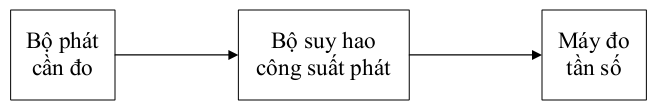 Bộ phát
cần đo
Bộ suy hao
công suất phát
Máy đo
tần số